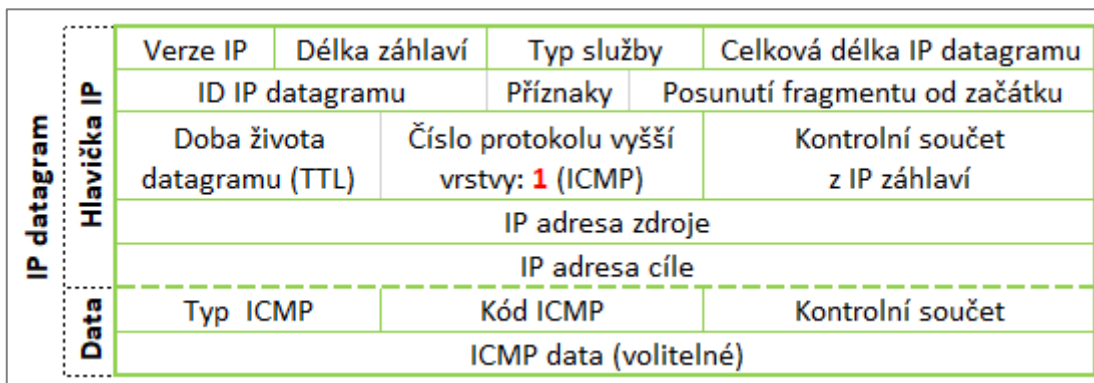 IP datagram
Hlavička IP
Verze IP Délka záhlaví Typ služby Celková délka IP datagramu
ID IP datagramu Příznaky Posunutí fragmentu od začátku
Doba života Číslo protokolu vyšší Kontrolní součet
datagramu (TTL) vrstvy: 1 (ICMP) z IP záhlaví
IP adresa zdroje
IP adresa cíle
Data
Typ ICMP Kód ICMP Kontrolní součet
ICMP data (volitelné)